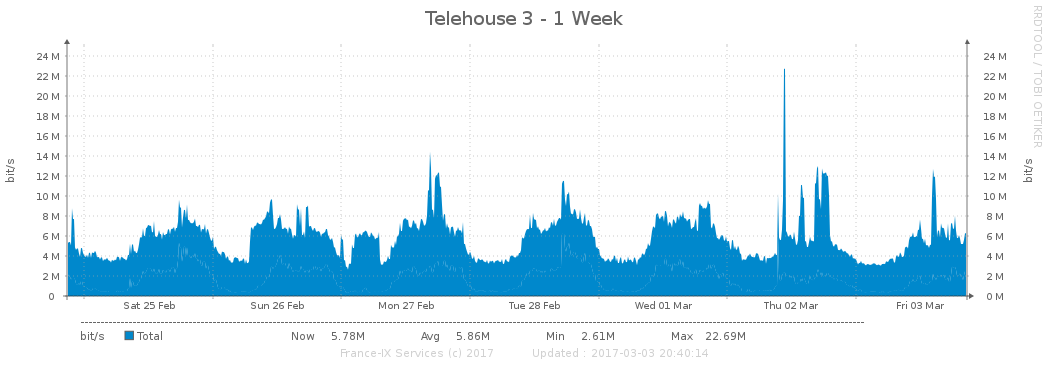 Telehouse 3 - 1 Week
RRDTOOL / TOBI OETIKER
bit/s
24 M 24 M
22 M 22 M
20 M 20 M
18 M 18 M
16 M 16 M
14 M 14 M
12 M 12 M
10 M 10 M
8 M 8 M
6 M 6 M
4 M 4 M
2 M 2 M
0 0 M
bit/s
Sat 25 Feb Sun 26 Feb Mon 27 Feb Tue 28 Feb Wed 01 Mar Thu 02 Mar Fri 03 Mar
bit/s Total Now 5.78M Avg 5.86M Min 2.61M Max 22.69M
France-IX Services (c) 2017 Updated : 2017-03-03 20:40:14